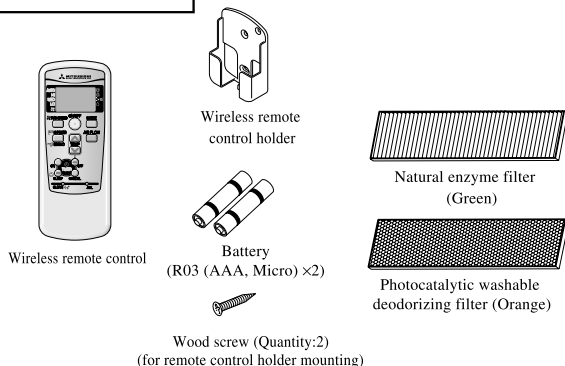 Wireless remote
control holder
Wireless remote control
Battery
(R03 (AAA, Micro) ×2)
Wood screw (Quantity:2)
(for remote control holder mounting)
Natural enzyme filter
(Green)
Photocatalytic washable
deodorizing filter (Orange)